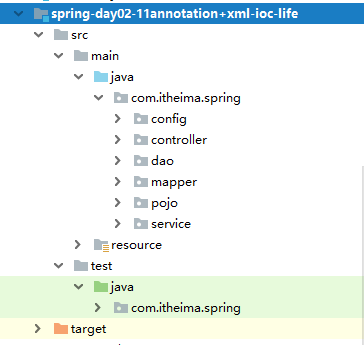 spring-day02-11annotation+xml-ioc-life
src
main
java
com.itheima.spring
config
controller
dao
mapper
pojo
service
resource
test
java
com.itheima.spring
target